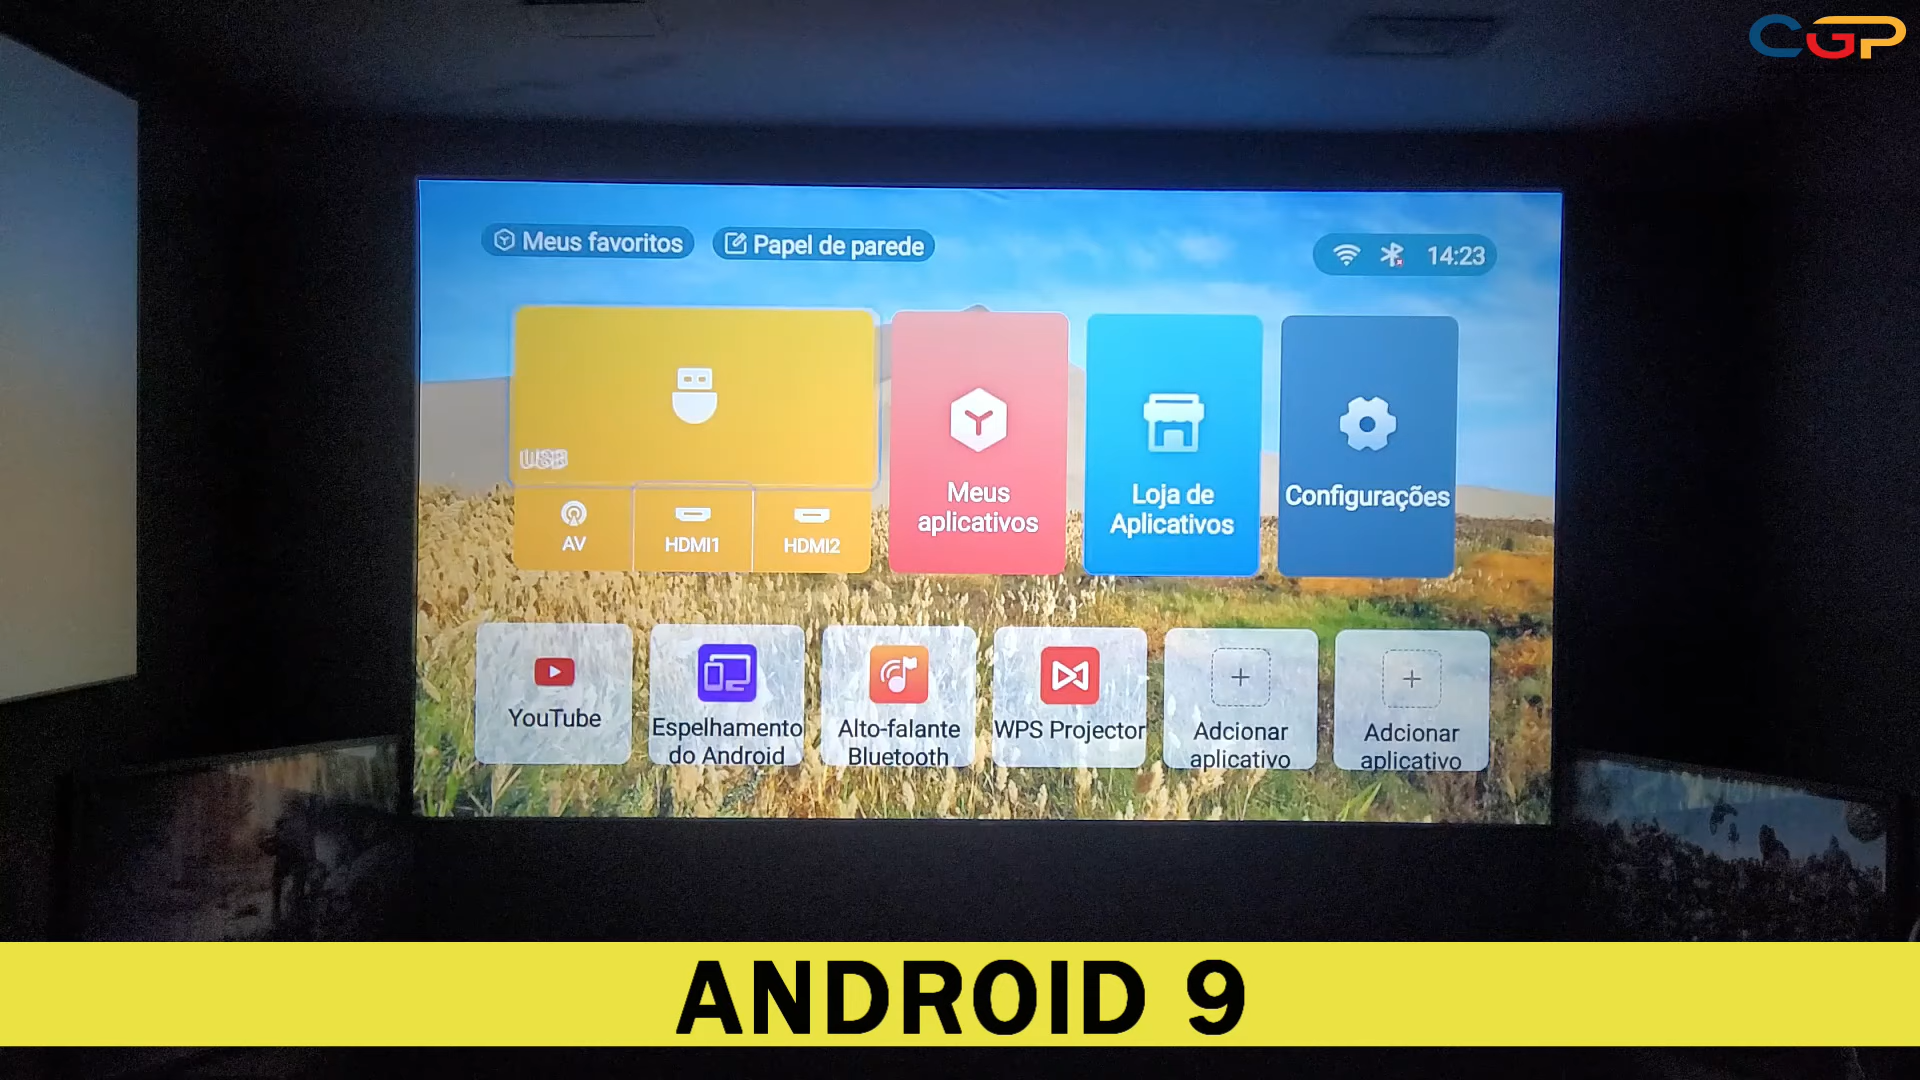 CGP
Meus favoritos
Papel de parede
14:23
USB
AV
HDMI1
HDMI2
Meus
aplicativos
Loja de
Aplicativos
Configurações
YouTube
Espelhamento
do Android
Alto-falante
Bluetooth
WPS Projector
Adcionar
aplicativo
Adcionar
aplicativo
ANDROID 9